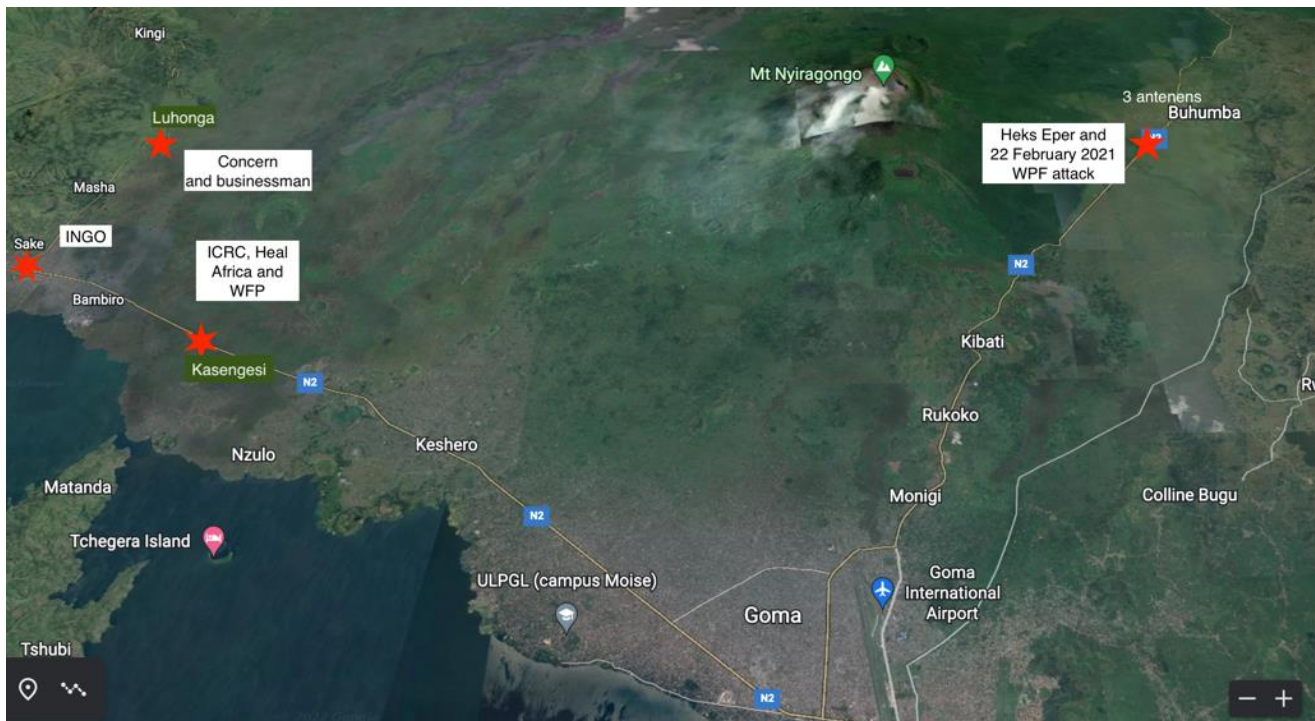 Kingi
Mt Nyiragongo
3 antenens
Buhumba
Luhonga
N2
Heks Eper and
22 February 2021
WPF attack
Concern
and businessman
Masha
Sake
INGO
ICRC, Heal
Africa and
WFP
N2
Bambiro
Kibati
Kasengesi
N2
Rukoko
Keshero
Nzulo
Matanda
Monigi
Colline Bugu
N2
Tchegera Island
ULPGL (campus Moise)
Goma
International
Airport
Goma
Tshubi
N2